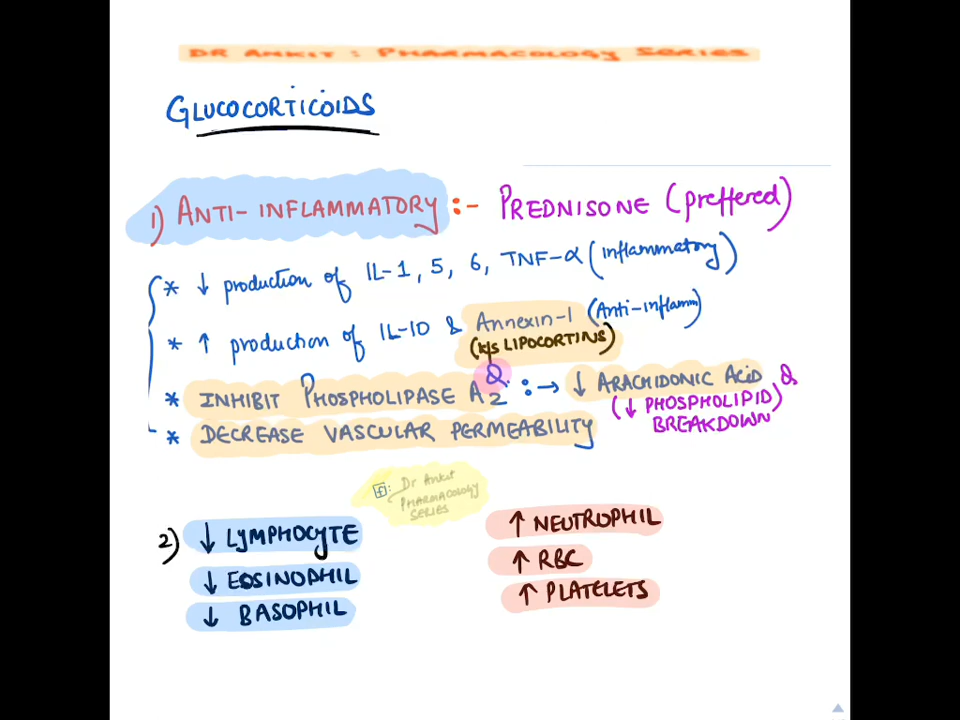 DR ANKIT : PHARMACOLOGY SERIES
GLUCOCORTICOIDS
1) ANTI-INFLAMMATORY :- PREDNISONE (preffered)
* ↓ production of IL-1, 5, 6, TNF-α (inflammatory)
* ↑ production of IL-10 & Annexin-1 (Anti-inflamm)
(k/s LIPOCORTINS)
* INHIBIT PHOSPHOLIPASE A2 :→ ↓ ARACHIDONIC ACID &
(↓ PHOSPHOLIPID)
BREAKDOWN
* DECREASE VASCULAR PERMEABILITY
Dr Ankit
PHARMACOLOGY
SERIES
2) ↓ LYMPHOCYTE ↑ NEUTROPHIL
↓ EOSINOPHIL ↑ RBC
↓ BASOPHIL ↑ PLATELETS